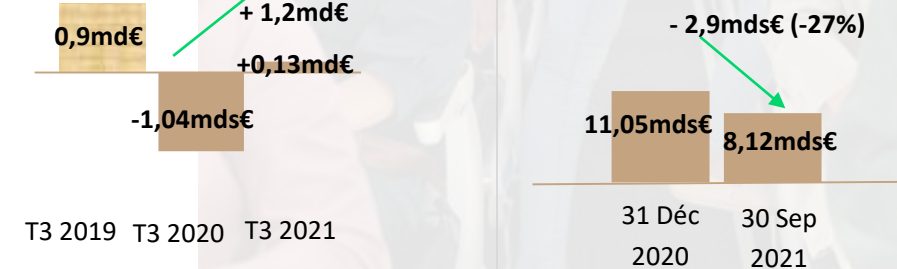 + 1,2md€
0,9md€
+0,13md€
-1,04mds€
T3 2019 T3 2020 T3 2021
- 2,9mds€ (-27%)
11,05mds€
8,12mds€
31 Déc
2020
30 Sep
2021